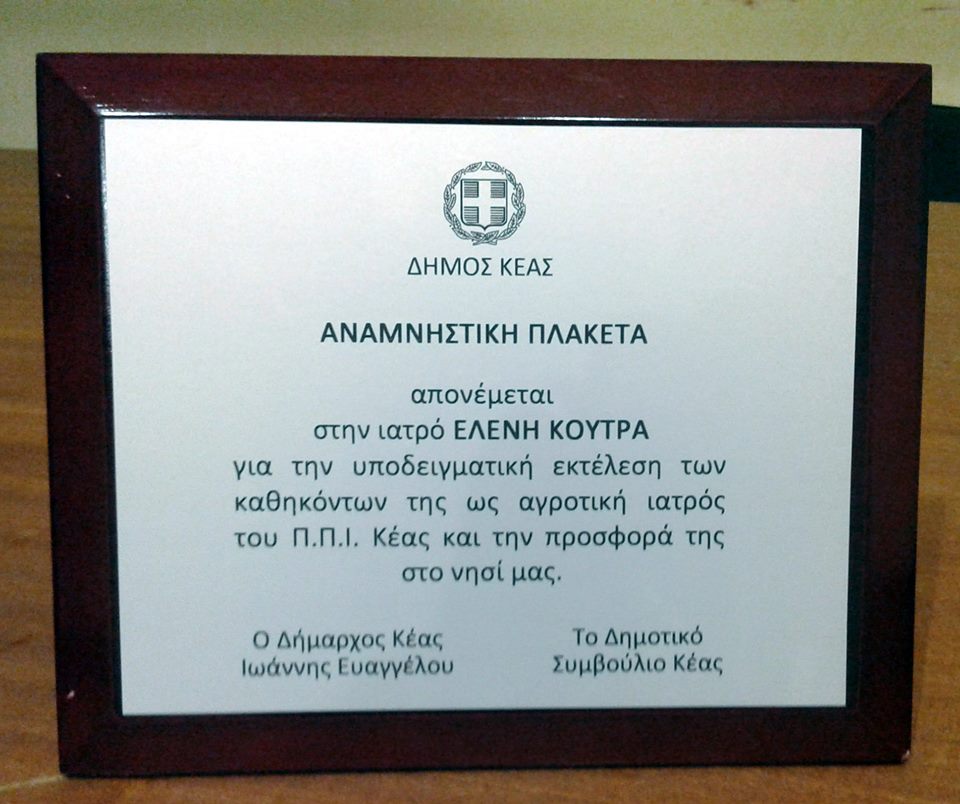 ΔΗΜΟΣ ΚΕΑΣ
ΑΝΑΜΝΗΣΤΙΚΗ ΠΛΑΚΕΤΑ
απονέμεται
στην ιατρό ΕΛΕΝΗ ΚΟΥΤΡΑ
για την υποδειγματική εκτέλεση των
καθηκόντων της ως αγροτική ιατρός
του Π.Π.Ι. Κέας και την προσφορά της
στο νησί μας.
Ο Δήμαρχος Κέας
Ιωάννης Ευαγγέλου
Το Δημοτικό
Συμβούλιο Κέας